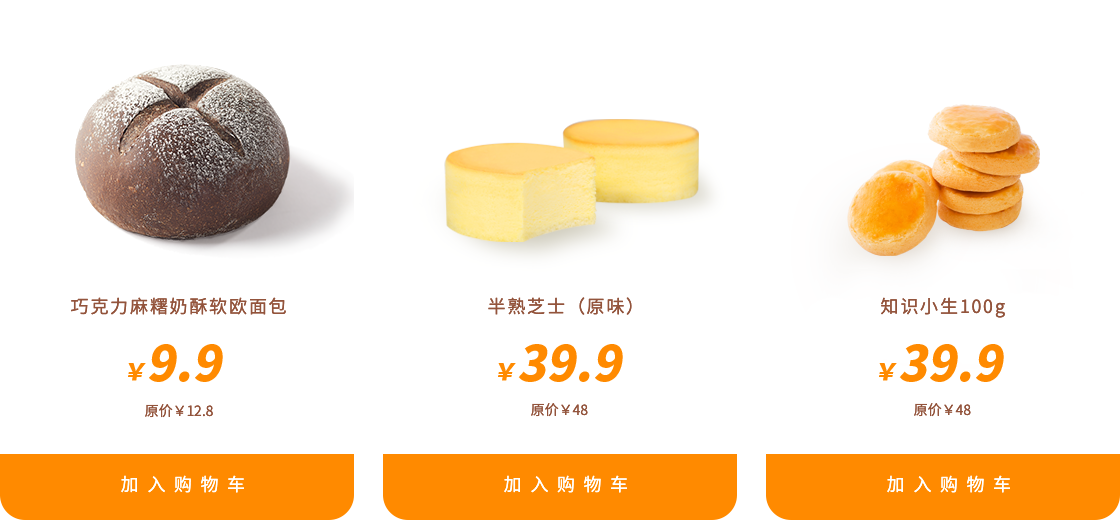 巧克力麻糬奶酥软欧面包
¥9.9
原价¥12.8
加入购物车
半熟芝士（原味）
¥39.9
原价¥48
加入购物车
知识小生100g
¥39.9
原价¥48
加入购物车